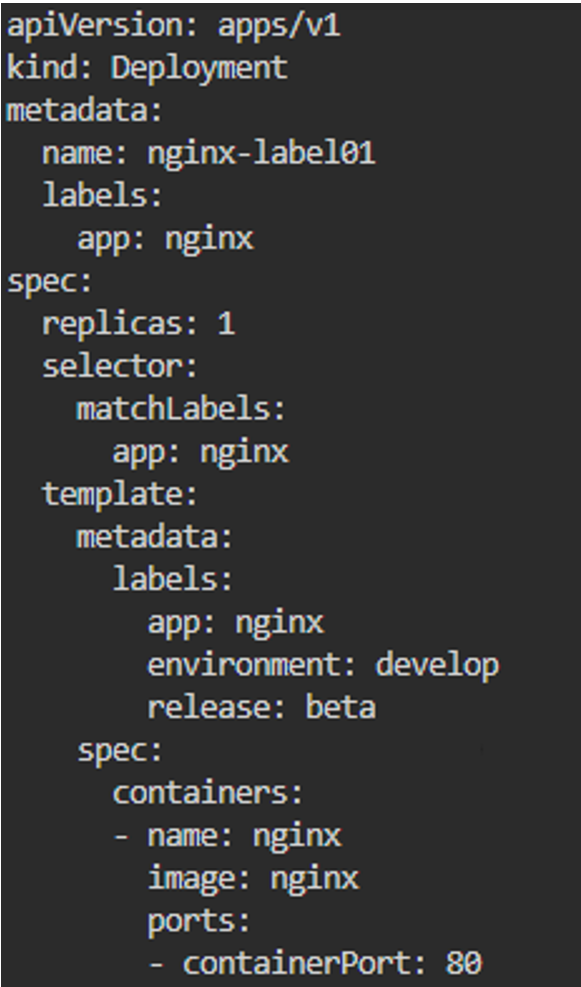 apiVersion: apps/v1
kind: Deployment
metadata:
  name: nginx-label01
  labels:
    app: nginx
spec:
  replicas: 1
  selector:
    matchLabels:
      app: nginx
  template:
    metadata:
      labels:
        app: nginx
        environment: develop
        release: beta
    spec:
      containers:
      - name: nginx
        image: nginx
        ports:
        - containerPort: 80